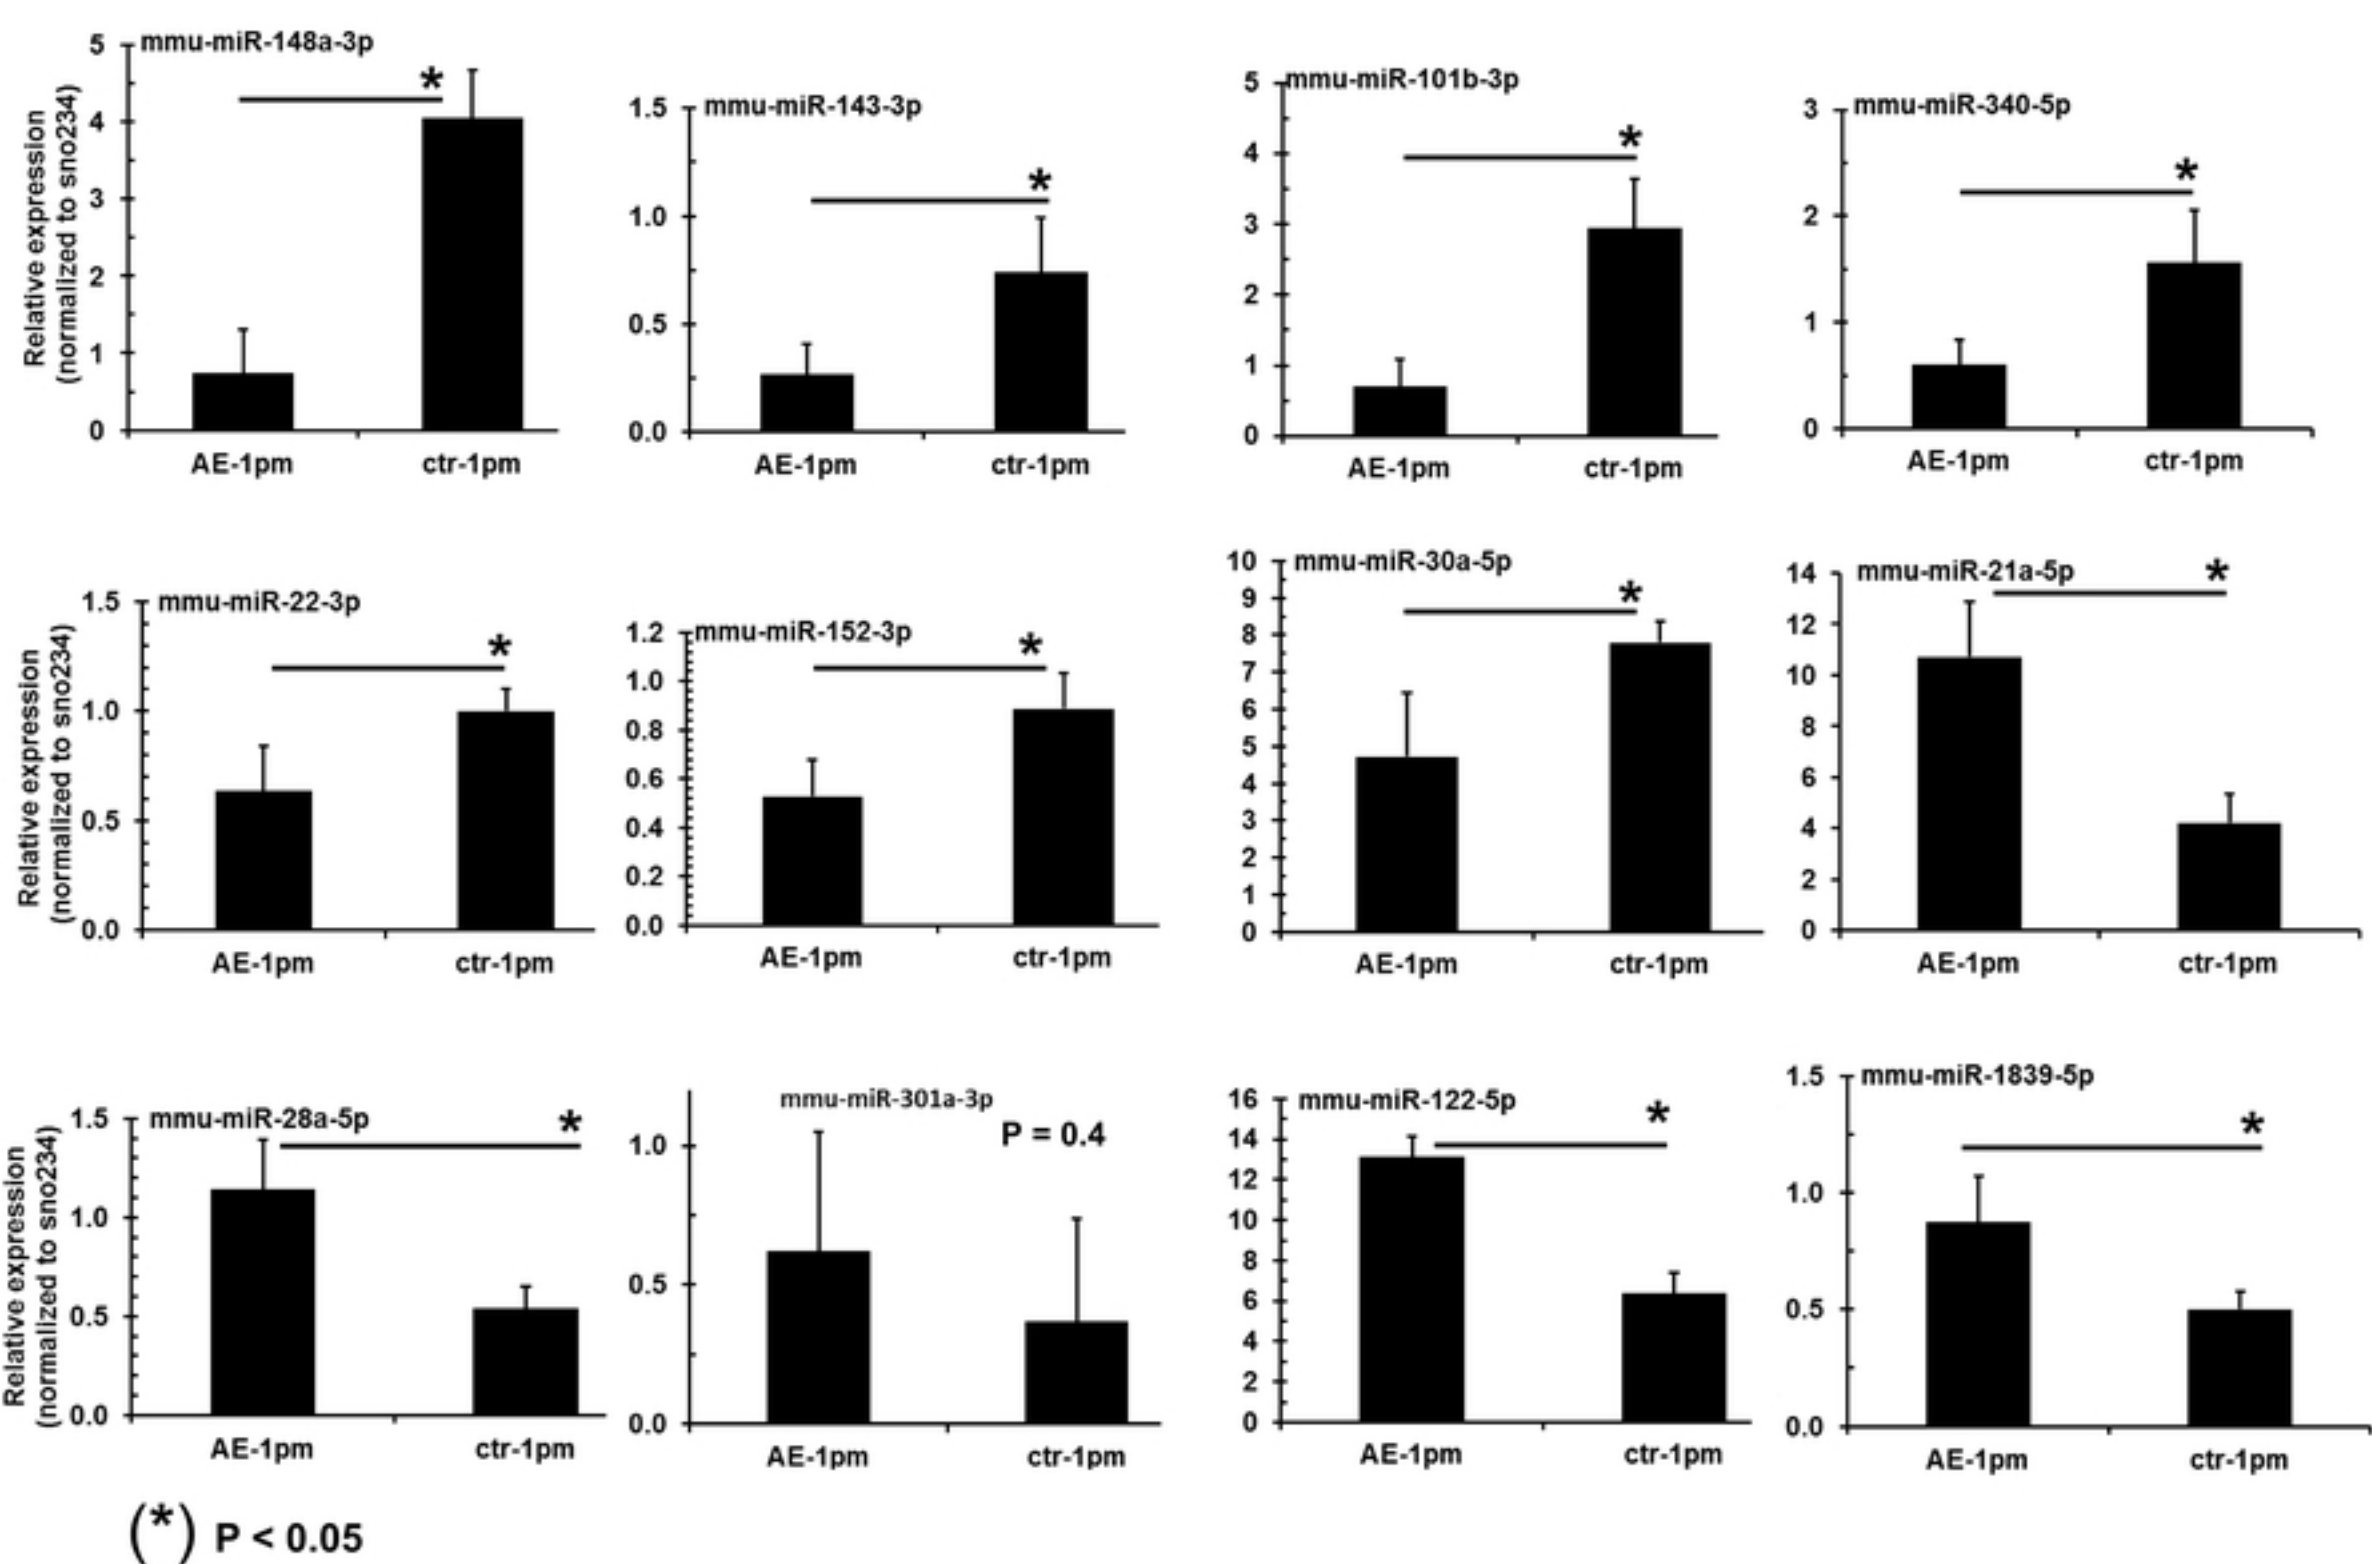 mmu-miR-148a-3p
Relative expression
(normalized to sno234)
5
4
3
2
1
0
*
AE-1pm ctr-1pm
mmu-miR-143-3p
1.5
1.0
0.5
0.0
*
AE-1pm ctr-1pm
mmu-miR-101b-3p
5
4
3
2
1
0
*
AE-1pm ctr-1pm
mmu-miR-340-5p
3
2
1
0
*
AE-1pm ctr-1pm
mmu-miR-22-3p
Relative expression
(normalized to sno234)
1.5
1.0
0.5
0.0
*
AE-1pm ctr-1pm
mmu-miR-152-3p
1.2
1.0
0.8
0.6
0.4
0.2
0.0
*
AE-1pm ctr-1pm
mmu-miR-30a-5p
10
9
8
7
6
5
4
3
2
1
0
*
AE-1pm ctr-1pm
mmu-miR-21a-5p
14
12
10
8
6
4
2
0
*
AE-1pm ctr-1pm
mmu-miR-28a-5p
Relative expression
(normalized to sno234)
1.5
1.0
0.5
0.0
*
AE-1pm ctr-1pm
mmu-miR-301a-3p
P = 0.4
1.0
0.5
0.0
AE-1pm ctr-1pm
mmu-miR-122-5p
16
14
12
10
8
6
4
2
0
*
AE-1pm ctr-1pm
mmu-miR-1839-5p
1.5
1.0
0.5
0.0
*
AE-1pm ctr-1pm
(*) P < 0.05